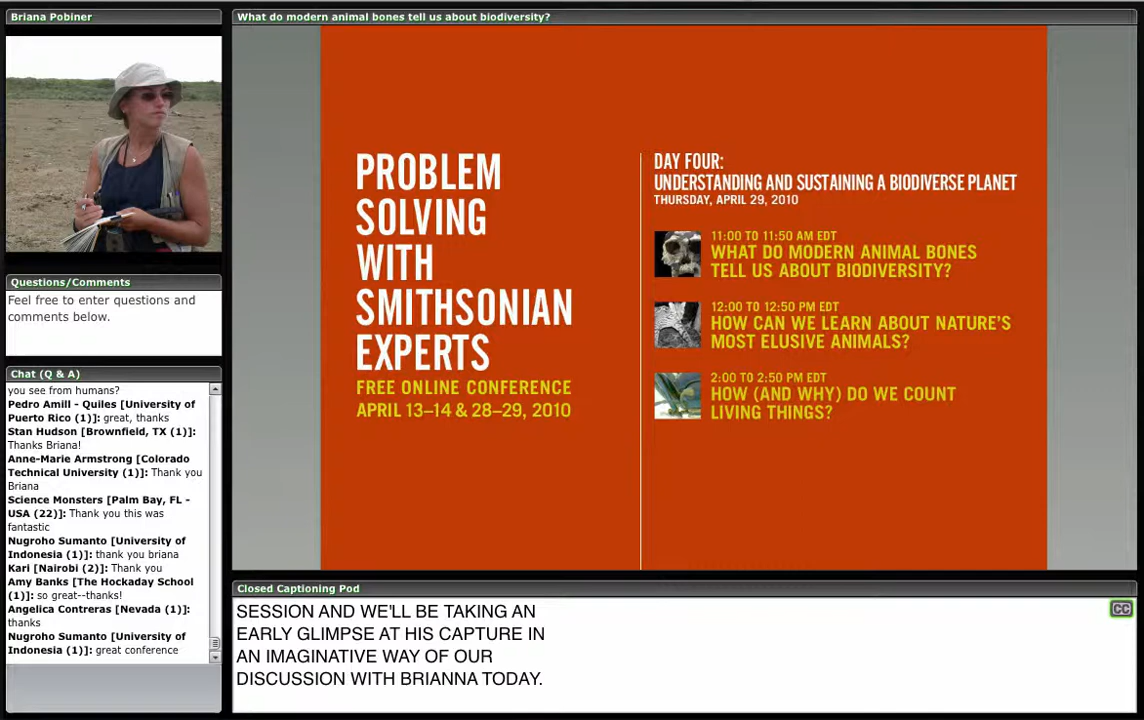 Briana Pobiner
What do modern animal bones tell us about biodiversity?
PROBLEM
SOLVING
WITH
SMITHSONIAN
EXPERTS
FREE ONLINE CONFERENCE
APRIL 13–14 & 28–29, 2010
DAY FOUR:
UNDERSTANDING AND SUSTAINING A BIODIVERSE PLANET
THURSDAY, APRIL 29, 2010
11:00 TO 11:50 AM EDT
WHAT DO MODERN ANIMAL BONES
TELL US ABOUT BIODIVERSITY?
12:00 TO 12:50 PM EDT
HOW CAN WE LEARN ABOUT NATURE'S
MOST ELUSIVE ANIMALS?
2:00 TO 2:50 PM EDT
HOW (AND WHY) DO WE COUNT
LIVING THINGS?
Questions/Comments
Feel free to enter questions and
comments below.
Chat (Q & A)
you see from humans?
Pedro Amill - Quiles [University of
Puerto Rico (1)]: great, thanks
Stan Hudson [Brownfield, TX (1)]:
Thanks Briana!
Anne-Marie Armstrong [Colorado
Technical University (1)]: Thank you
Briana
Science Monsters [Palm Bay, FL -
USA (22)]: Thank you this was
fantastic
Nugroho Sumanto [University of
Indonesia (1)]: thank you briana
Kari [Nairobi (2)]: Thank you
Amy Banks [The Hockaday School
(1)]: so great--thanks!
Angelica Contreras [Nevada (1)]:
thanks
Nugroho Sumanto [University of
Indonesia (1)]: great conference
Closed Captioning Pod
SESSION AND WE'LL BE TAKING AN
EARLY GLIMPSE AT HIS CAPTURE IN
AN IMAGINATIVE WAY OF OUR
DISCUSSION WITH BRIANNA TODAY.
CC